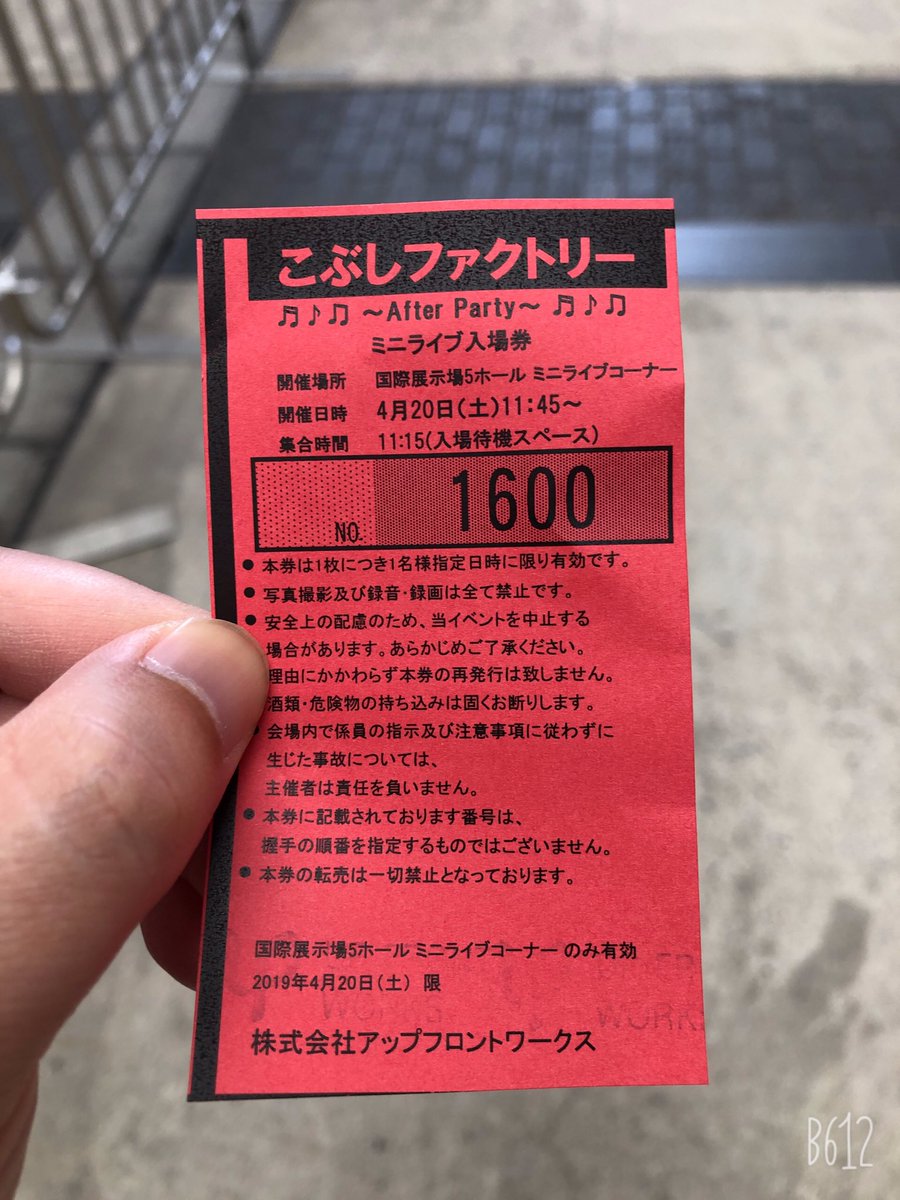 こぶしファクトリー
♬♪♫ ～After Party～ ♬♪♫
ミニライブ入場券
開催場所 国際展示場5ホール ミニライブコーナー
開催日時 4月20日(土)11:45～
集合時間 11:15(入場待機スペース)
NO. 1600
●本券は1枚につき1名様指定日時に限り有効です。
●写真撮影及び録音・録画は全て禁止です。
●安全上の配慮のため、当イベントを中止する
場合があります。あらかじめご了承ください。
理由にかかわらず本券の再発行は致しません。
酒類・危険物の持ち込みは固くお断りします。
●会場内で係員の指示及び注意事項に従わずに
生じた事故については、
主催者は責任を負いません。
●本券に記載されております番号は、
握手の順番を指定するものではございません。
●本券の転売は一切禁止となっております。
国際展示場5ホール ミニライブコーナー のみ有効
2019年4月20日(土) 限
株式会社アップフロントワークス
B612